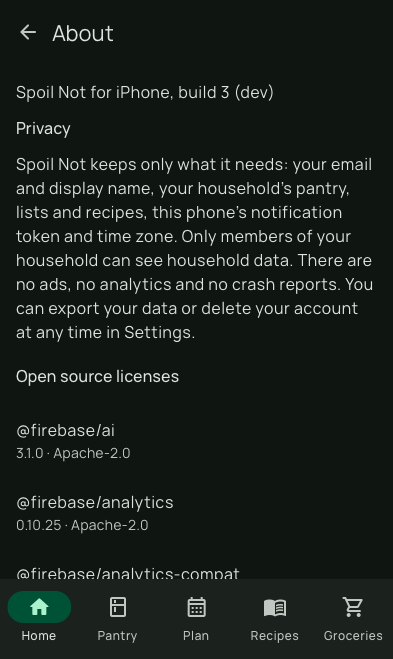 About
Spoil Not for iPhone, build 3 (dev)
Privacy
Spoil Not keeps only what it needs: your email
and display name, your household's pantry,
lists and recipes, this phone's notification
token and time zone. Only members of your
household can see household data. There are
no ads, no analytics and no crash reports. You
can export your data or delete your account
at any time in Settings.
Open source licenses
@firebase/ai
3.1.0 · Apache-2.0
@firebase/analytics
0.10.25 · Apache-2.0
@firebase/analytics-compat
Home
Pantry
Plan
Recipes
Groceries